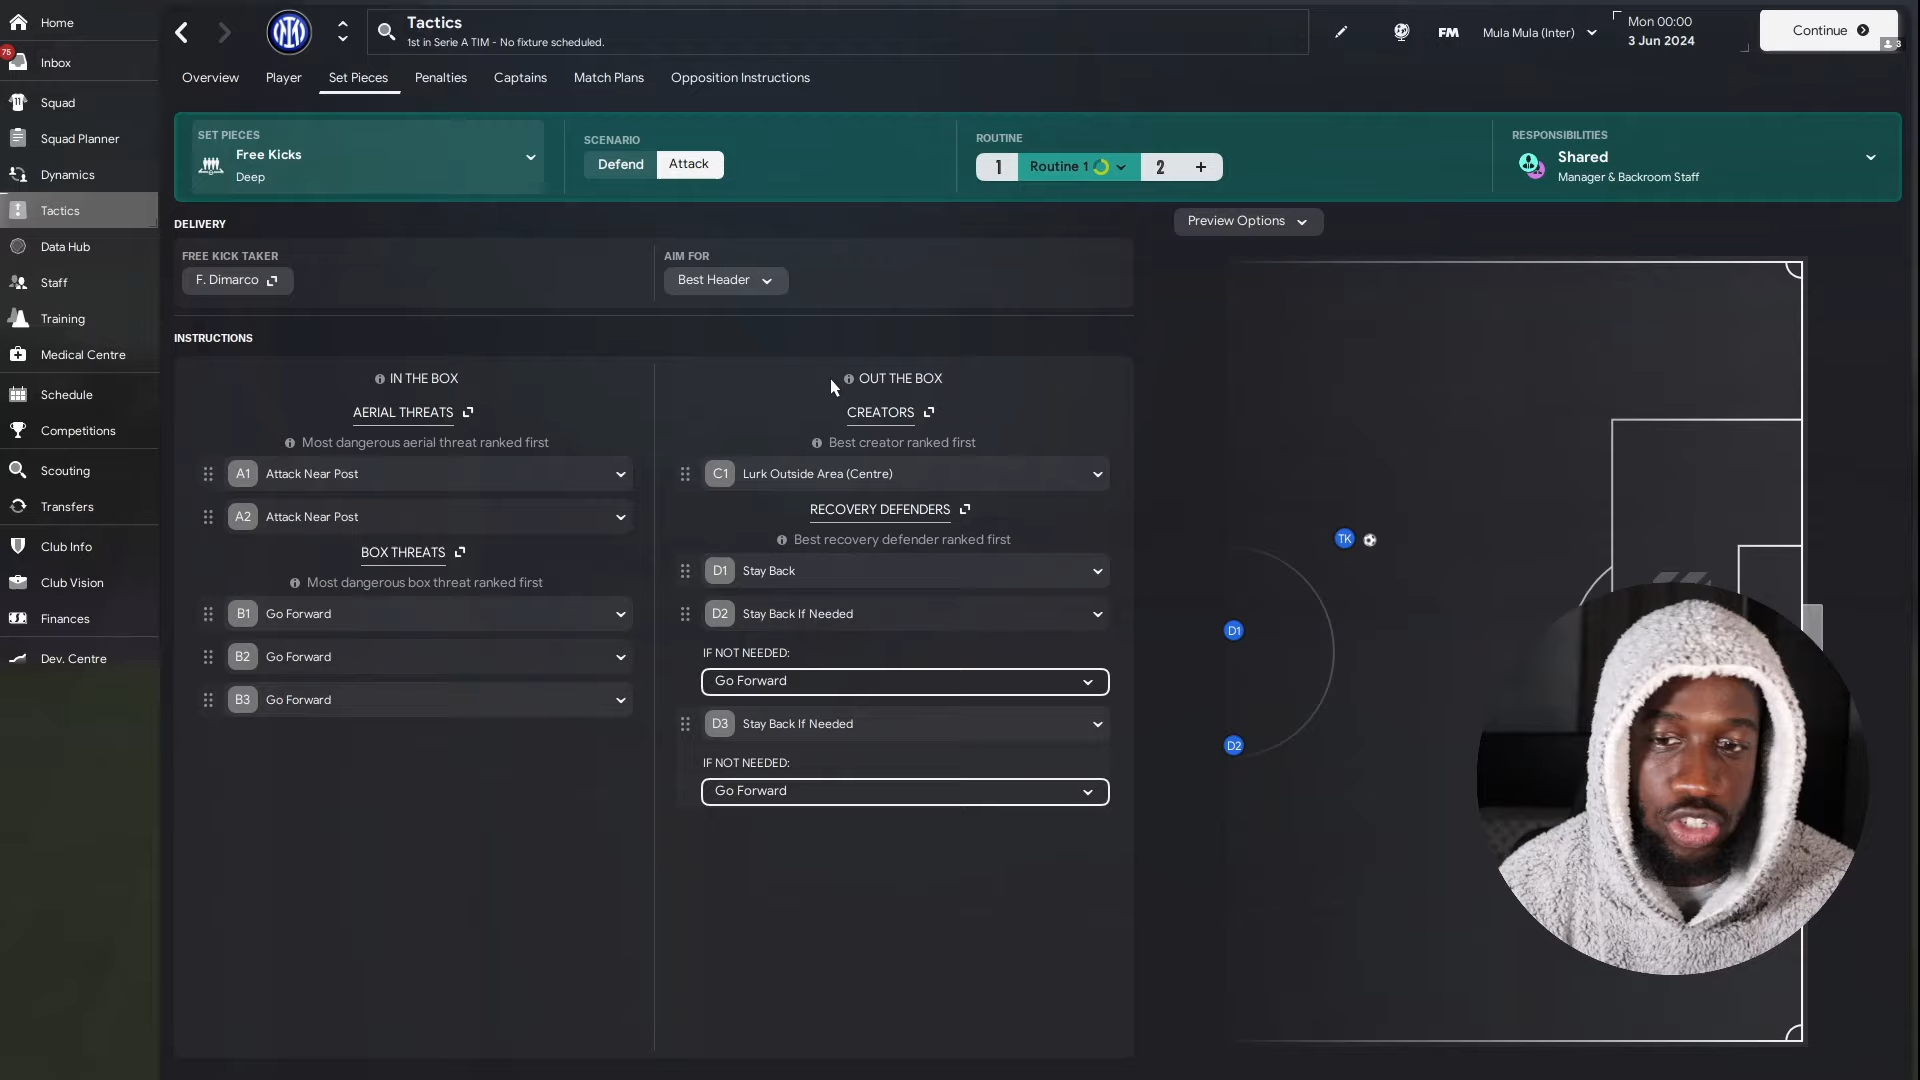 Home
75
Inbox
Squad
Squad Planner
Dynamics
Tactics
Data Hub
Staff
Training
Medical Centre
Schedule
Competitions
Scouting
Transfers
Club Info
Club Vision
Finances
Dev. Centre
Tactics
1st in Serie A TIM - No fixture scheduled.
FM
Mula Mula (Inter)
Mon 00:00
3 Jun 2024
Continue
3
Overview
Player
Set Pieces
Penalties
Captains
Match Plans
Opposition Instructions
SET PIECES
Free Kicks
Deep
SCENARIO
Defend
Attack
ROUTINE
1
Routine 1
2
+
RESPONSIBILITIES
Shared
Manager & Backroom Staff
DELIVERY
FREE KICK TAKER
F. Dimarco
AIM FOR
Best Header
Preview Options
INSTRUCTIONS
IN THE BOX
AERIAL THREATS
Most dangerous aerial threat ranked first
A1 Attack Near Post
A2 Attack Near Post
BOX THREATS
Most dangerous box threat ranked first
B1 Go Forward
B2 Go Forward
B3 Go Forward
OUT THE BOX
CREATORS
Best creator ranked first
C1 Lurk Outside Area (Centre)
RECOVERY DEFENDERS
Best recovery defender ranked first
D1 Stay Back
D2 Stay Back If Needed
IF NOT NEEDED:
Go Forward
D3 Stay Back If Needed
IF NOT NEEDED:
Go Forward
TK
D1
D2